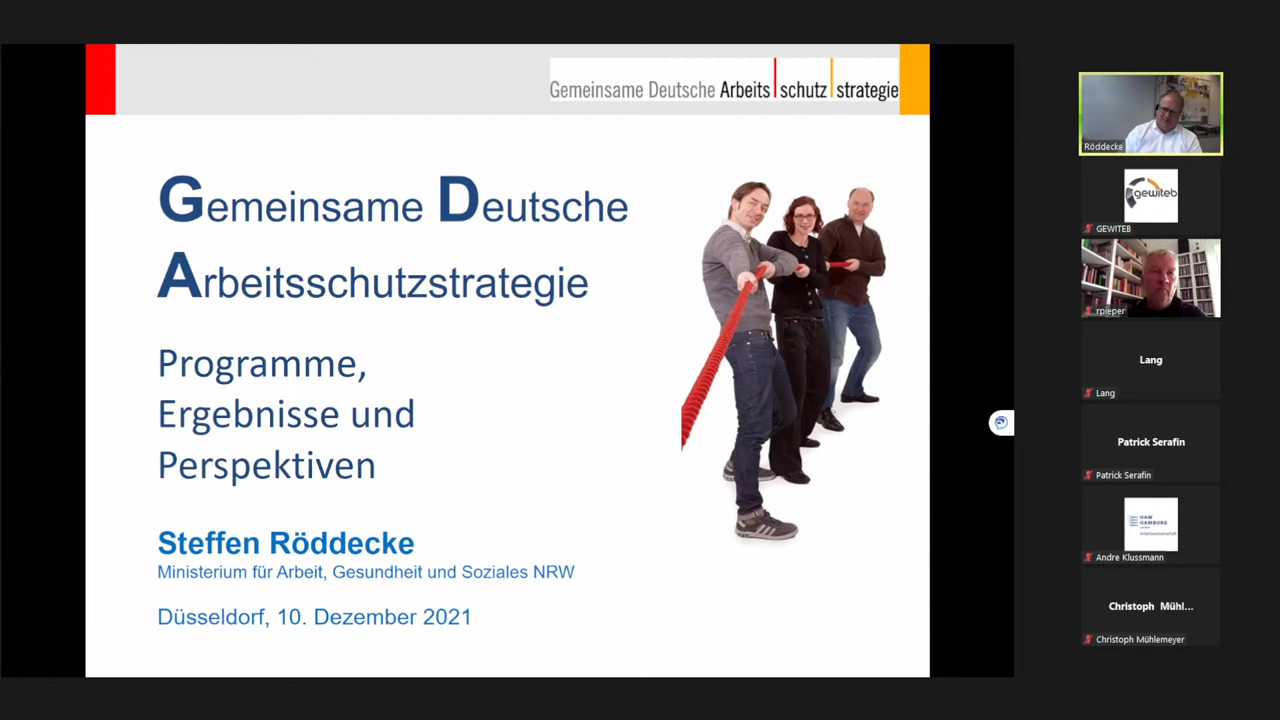 Gemeinsame Deutsche Arbeits schutz strategie
Gemeinsame Deutsche
Arbeitsschutzstrategie
Programme,
Ergebnisse und
Perspektiven
Steffen Röddecke
Ministerium für Arbeit, Gesundheit und Soziales NRW
Düsseldorf, 10. Dezember 2021
Röddecke
gewiteb
GEWITEB
rpieper
Lang
Lang
Patrick Serafin
Patrick Serafin
HAW
HAMBURG
Andre Klussmann
Christoph Mühl...
Christoph Mühlemeyer